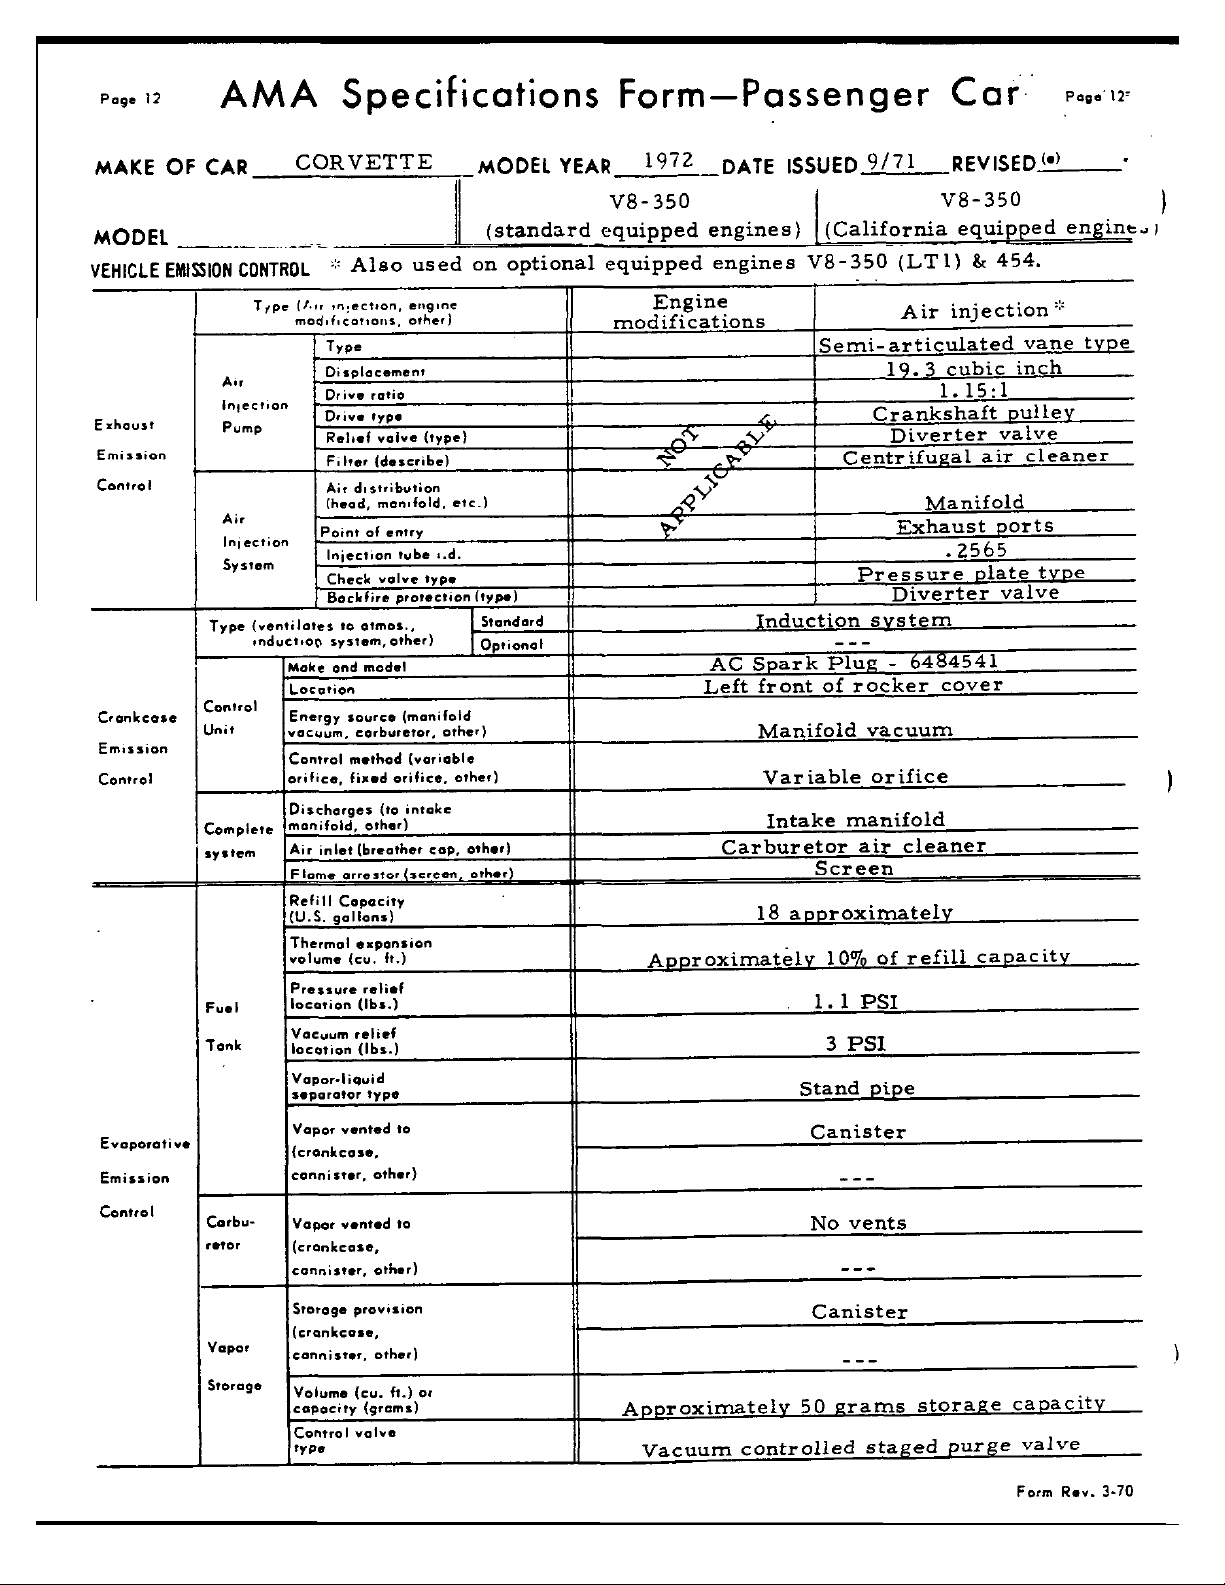 Page 12 AMA Specifications Form—Passenger Car Page 12
MAKE OF CAR CORVETTE MODEL YEAR 1972 DATE ISSUED 9/71 REVISED (•)
MODEL V8-350 (standard equipped engines) V8-350 (California equipped engines)
VEHICLE EMISSION CONTROL * Also used on optional equipped engines V8-350 (LT1) & 454.
Exhaust Emission Control
Type (Air injection, engine modifications, other) Engine modifications Air injection *
Air Injection Pump
Type Semi-articulated vane type
Displacement 19.3 cubic inch
Drive ratio 1.15:1
Drive type Crankshaft pulley
Relief valve (type) Diverter valve
Filter (describe) Centrifugal air cleaner
NOT APPLICABLE
Air Injection System
Air distribution (head, manifold, etc.) Manifold
Point of entry Exhaust ports
Injection tube i.d. .2565
Check valve type Pressure plate type
Backfire protection (type) Diverter valve
Crankcase Emission Control
Type (ventilates to atmos., induction system, other) Standard Induction system
Optional ---
Control Unit
Make and model AC Spark Plug - 6484541
Location Left front of rocker cover
Energy source (manifold vacuum, carburetor, other) Manifold vacuum
Control method (variable orifice, fixed orifice, other) Variable orifice
Complete system
Discharges (to intake manifold, other) Intake manifold
Air inlet (breather cap, other) Carburetor air cleaner
Flame arrestor (screen, other) Screen
Evaporative Emission Control
Fuel Tank
Refill Capacity (U.S. gallons) 18 approximately
Thermal expansion volume (cu. ft.) Approximately 10% of refill capacity
Pressure relief location (lbs.) 1.1 PSI
Vacuum relief location (lbs.) 3 PSI
Vapor-liquid separator type Stand pipe
Vapor vented to (crankcase, cannister, other) Canister
---
Carbu-retor
Vapor vented to (crankcase, cannister, other) No vents
---
Vapor Storage
Storage provision (crankcase, cannister, other) Canister
---
Volume (cu. ft.) or capacity (grams) Approximately 50 grams storage capacity
Control valve type Vacuum controlled staged purge valve
Form Rev. 3-70